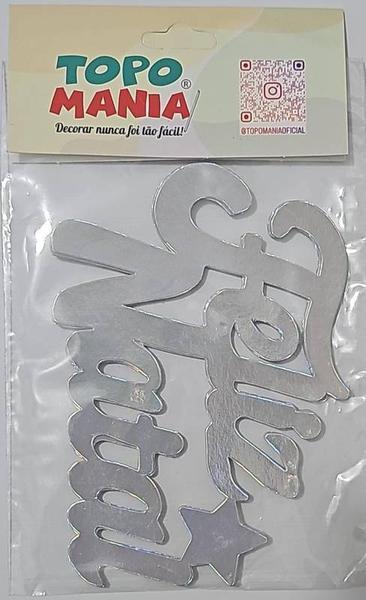 TOPO
MANIA®
Decorar nunca foi tão fácil!
@TOPOMANIAOFICIAL
Feliz
Natal